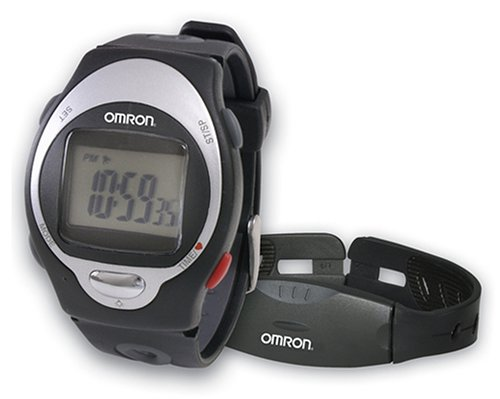 OMRON
SET
ST/SP
PM
10:59 35
MODE
TIME/
OMRON